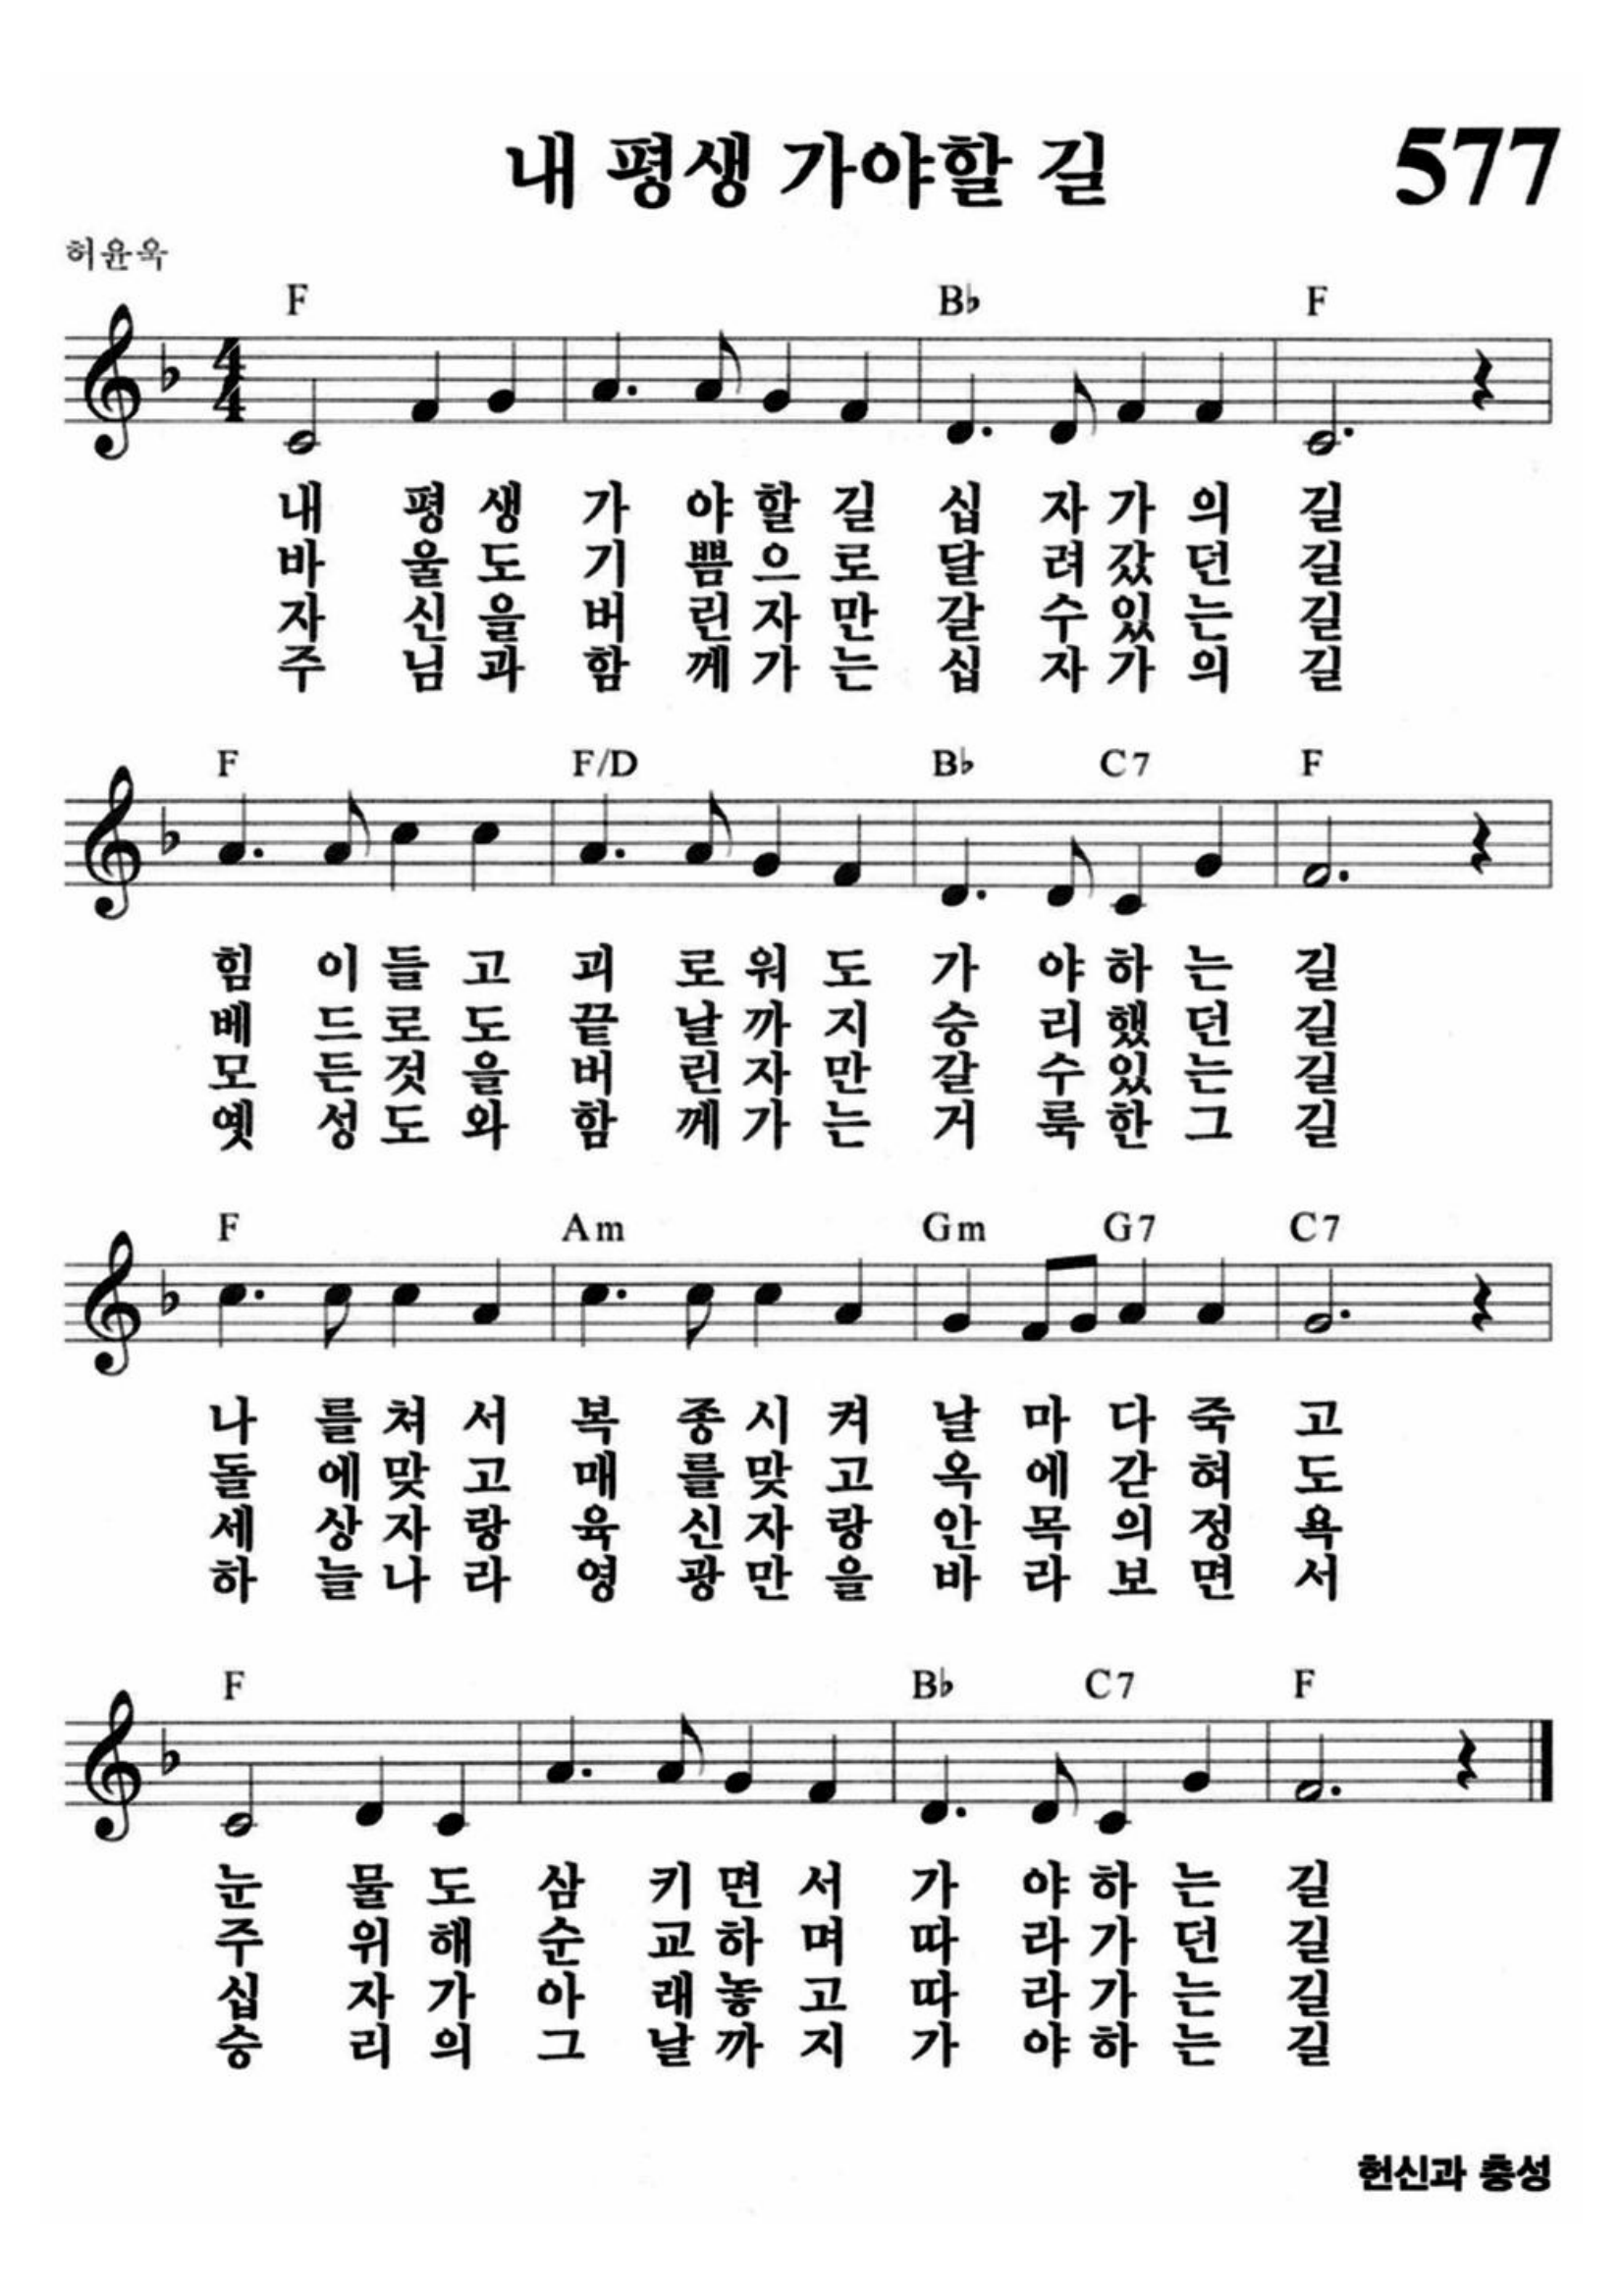 내 평생 가야할 길 577
허윤욱
F B♭ F
4
4
내 평 생 가 야 할 길 십 자 가 의 길
바 울 도 기 쁨 으 로 달 려 갔 던 길
자 신 을 버 린 자 만 갈 수 있 는 길
주 님 과 함 께 가 는 십 자 가 의 길
F F/D B♭ C7 F
힘 이 들 고 괴 로 워 도 가 야 하 는 길
베 드 로 도 끝 날 까 지 승 리 했 던 길
모 든 것 을 버 린 자 만 갈 수 있 는 길
옛 성 도 와 함 께 가 는 거 룩 한 그 길
F Am Gm G7 C7
나 를 쳐 서 복 종 시 켜 날 마 다 죽 고
돌 에 맞 고 매 를 맞 고 옥 에 갇 혀 도
세 상 자 랑 육 신 자 랑 안 목 의 정 욕
하 늘 나 라 영 광 만 을 바 라 보 면 서
F B♭ C7 F
눈 물 도 삼 키 면 서 가 야 하 는 길
주 위 해 순 교 하 며 따 라 가 던 길
십 자 가 아 래 놓 고 따 라 가 는 길
승 리 의 그 날 까 지 가 야 하 는 길
헌신과 충성